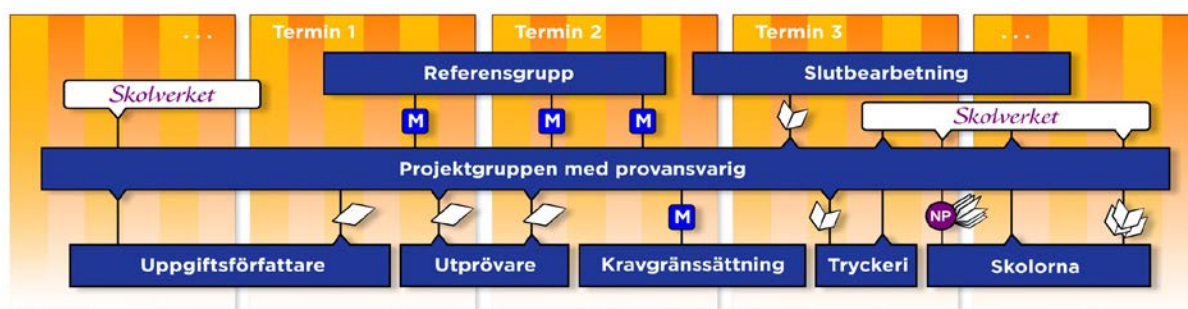 ...
Termin 1
Termin 2
Termin 3
...
Referensgrupp
Slutbearbetning
Skolverket
M
M
M
Skolverket
Projektgruppen med provansvarig
M
NP
Uppgiftsförfattare
Utprövare
Kravgränssättning
Tryckeri
Skolorna